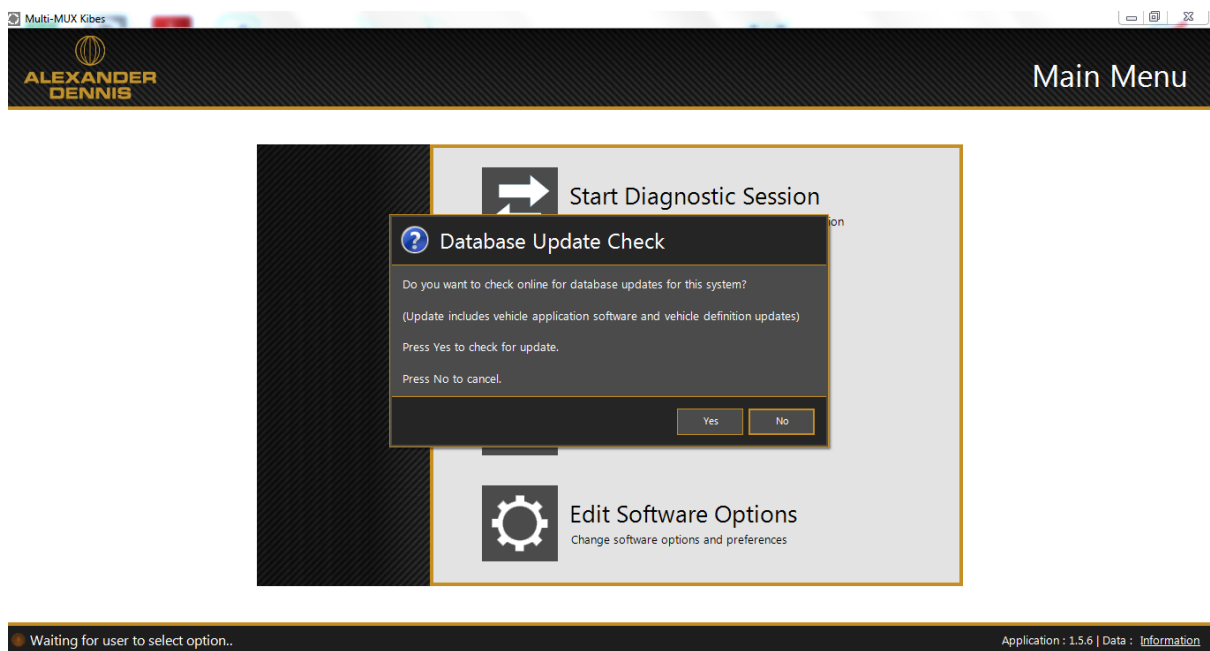 Multi-MUX Kibes
ALEXANDER
DENNIS
Main Menu
Start Diagnostic Session
ion
Database Update Check
Do you want to check online for database updates for this system?
(Update includes vehicle application software and vehicle definition updates)
Press Yes to check for update.
Press No to cancel.
Yes No
Edit Software Options
Change software options and preferences
Waiting for user to select option..
Application : 1.5.6 | Data : Information